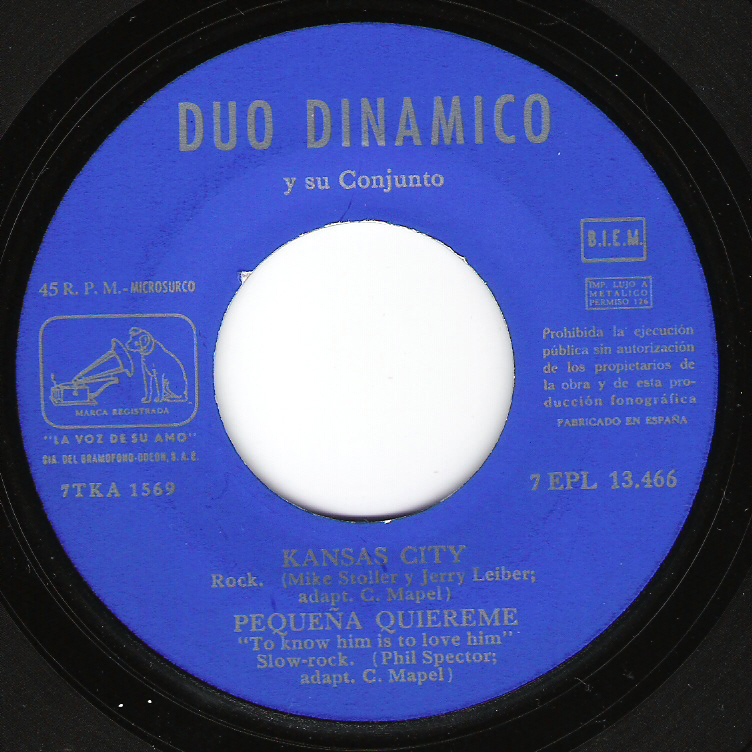 DUO DINAMICO
y su Conjunto
B.I.E.M.
45 R. P. M.-MICROSURCO
IMP. LUJO A
METALICO
PERMISO 126
Prohibida la ejecución
pública sin autorización
de los propietarios de
la obra y de esta pro-
ducción fonográfica
FABRICADO EN ESPAÑA
MARCA REGISTRADA
"LA VOZ DE SU AMO"
CIA. DEL GRAMOFONO-ODEON, S.A.E.
7TKA 1569
7 EPL 13.466
KANSAS CITY
Rock. (Mike Stoller y Jerry Leiber;
adapt. C. Mapel)
PEQUEÑA QUIEREME
"To know him is to love him"
Slow-rock. (Phil Spector;
adapt. C. Mapel)